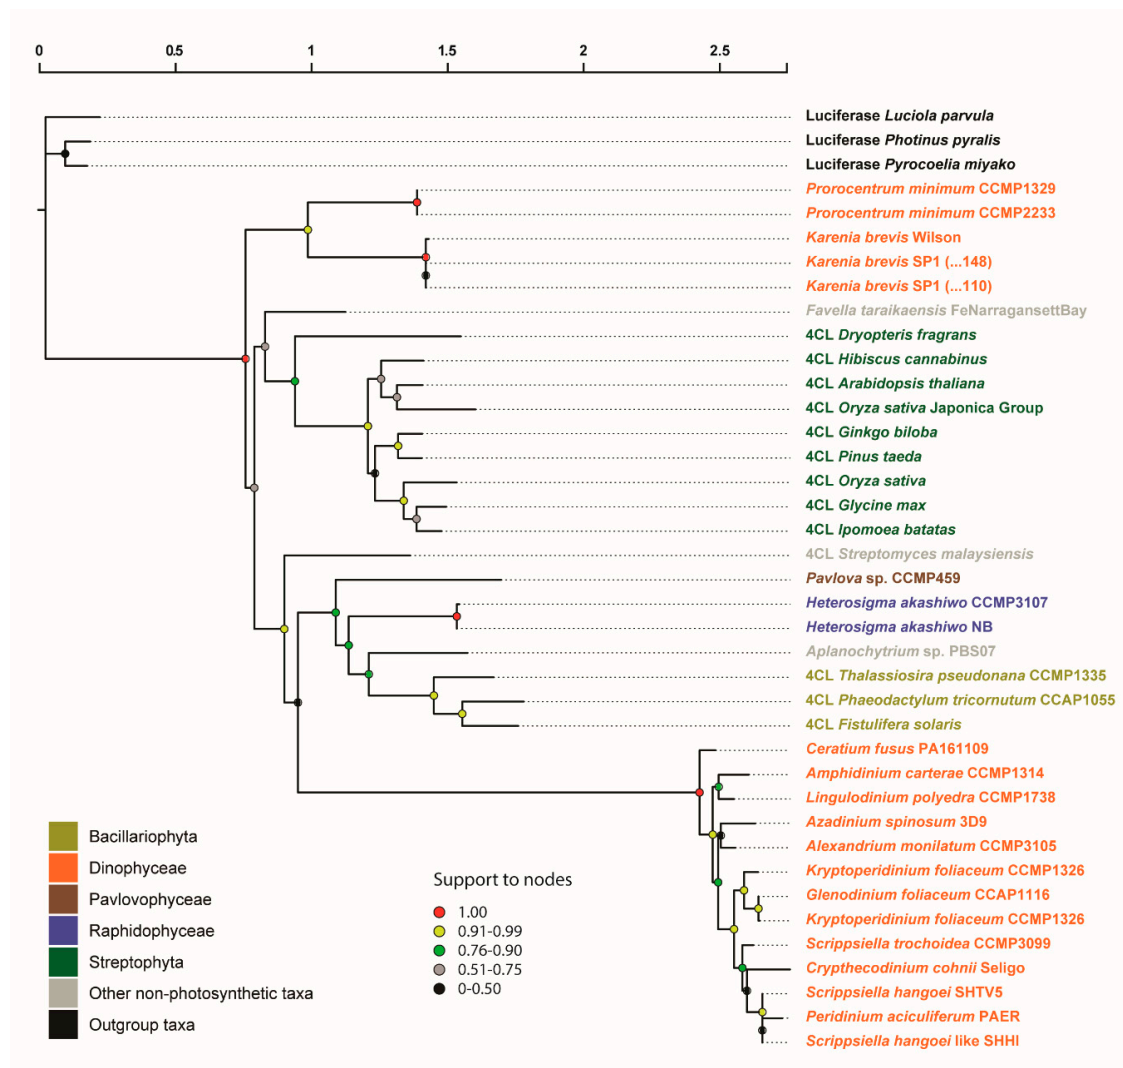 0 0.5 1 1.5 2 2.5
Luciferase Luciola parvula
Luciferase Photinus pyralis
Luciferase Pyrocoelia miyako
Prorocentrum minimum CCMP1329
Prorocentrum minimum CCMP2233
Karenia brevis Wilson
Karenia brevis SP1 (...148)
Karenia brevis SP1 (...110)
Favella taraikaensis FeNarragansettBay
4CL Dryopteris fragrans
4CL Hibiscus cannabinus
4CL Arabidopsis thaliana
4CL Oryza sativa Japonica Group
4CL Ginkgo biloba
4CL Pinus taeda
4CL Oryza sativa
4CL Glycine max
4CL Ipomoea batatas
4CL Streptomyces malaysiensis
Pavlova sp. CCMP459
Heterosigma akashiwo CCMP3107
Heterosigma akashiwo NB
Aplanochytrium sp. PBS07
4CL Thalassiosira pseudonana CCMP1335
4CL Phaeodactylum tricornutum CCAP1055
4CL Fistulifera solaris
Ceratium fusus PA161109
Amphidinium carterae CCMP1314
Lingulodinium polyedra CCMP1738
Azadinium spinosum 3D9
Alexandrium monilatum CCMP3105
Kryptoperidinium foliaceum CCMP1326
Glenodinium foliaceum CCAP1116
Kryptoperidinium foliaceum CCMP1326
Scrippsiella trochoidea CCMP3099
Crypthecodinium cohnii Seligo
Scrippsiella hangoei SHTV5
Peridinium aciculiferum PAER
Scrippsiella hangoei like SHHI
Bacillariophyta
Dinophyceae
Pavlovophyceae
Raphidophyceae
Streptophyta
Other non-photosynthetic taxa
Outgroup taxa
Support to nodes
1.00
0.91-0.99
0.76-0.90
0.51-0.75
0-0.50